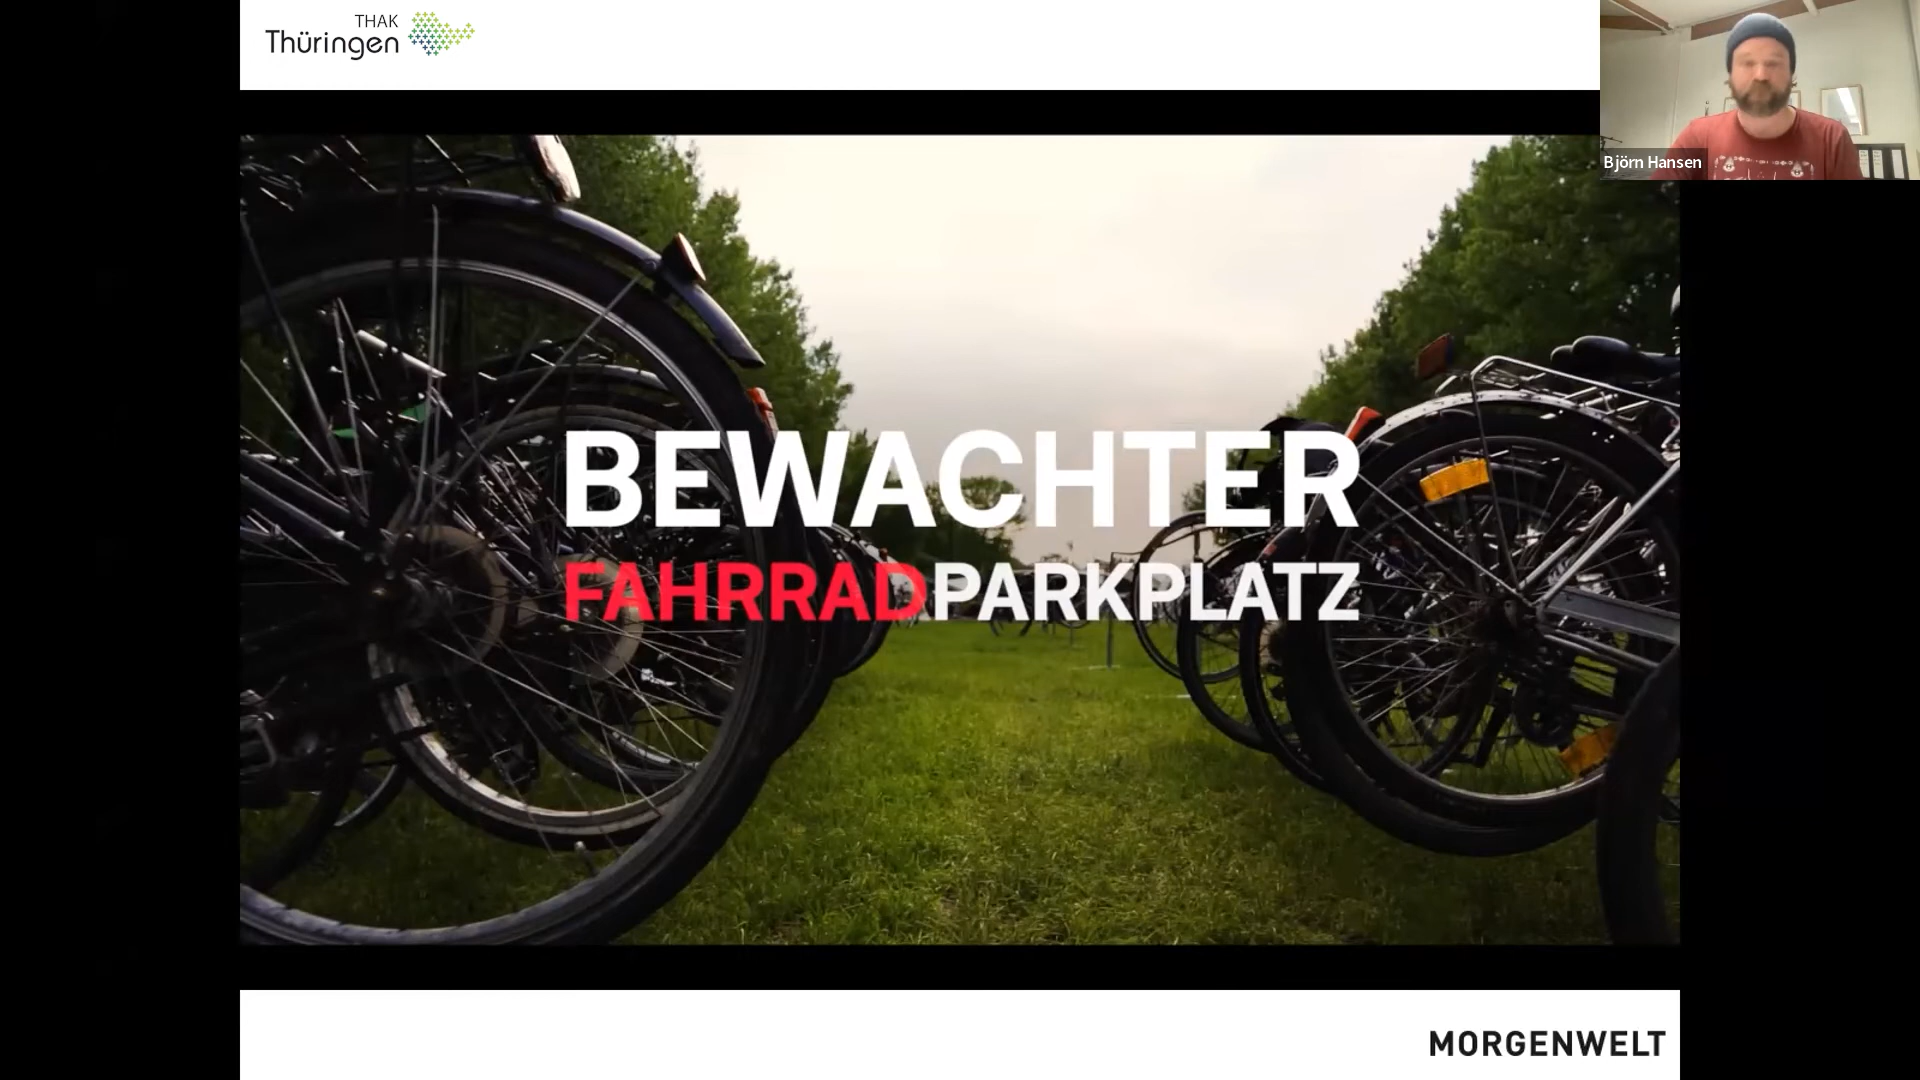 THAK
Thüringen
Björn Hansen
BEWACHTER
FAHRRADPARKPLATZ
MORGENWELT